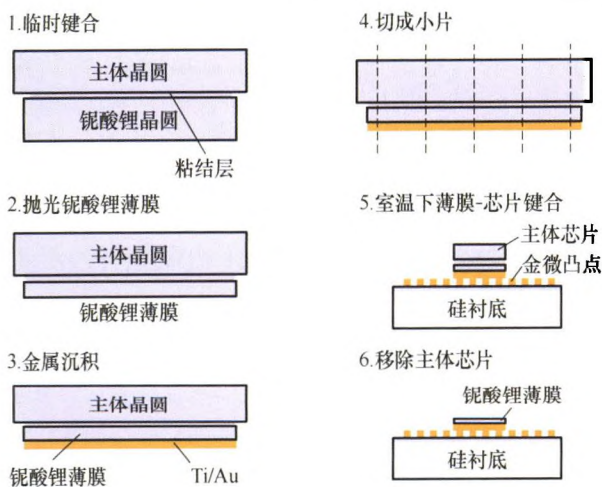 1.临时键合
主体晶圆
铌酸锂晶圆
粘结层
2.抛光铌酸锂薄膜
主体晶圆
铌酸锂薄膜
3.金属沉积
主体晶圆
铌酸锂薄膜
Ti/Au
4.切成小片
5.室温下薄膜-芯片键合
主体芯片
金微凸点
硅衬底
6.移除主体芯片
铌酸锂薄膜
硅衬底